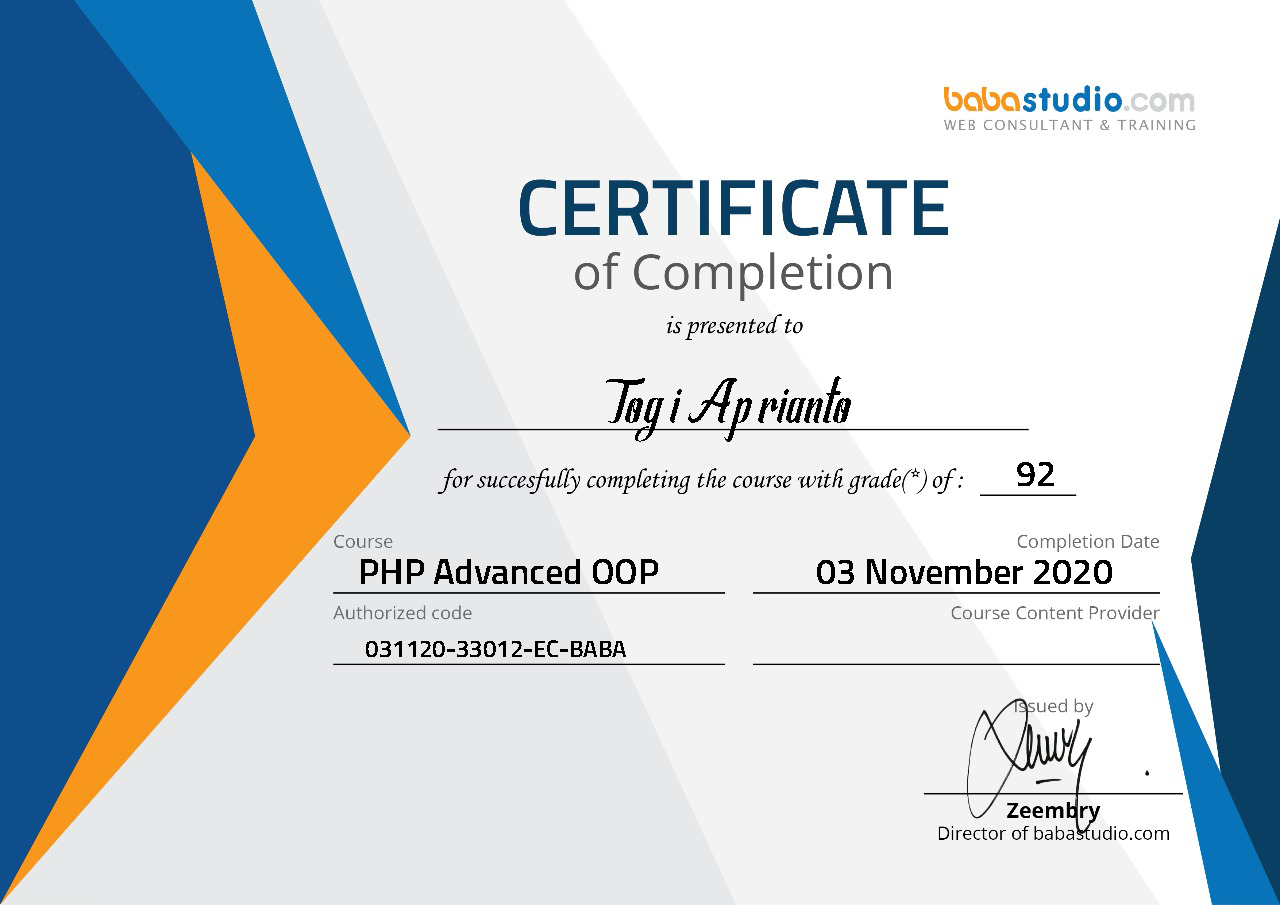 babastudio.com
WEB CONSULTANT & TRAINING
CERTIFICATE
of Completion
is presented to
Togi Aprianto
for succesfully completing the course with grade(*) of : 92
Course
Completion Date
PHP Advanced OOP
03 November 2020
Authorized code
Course Content Provider
031120-33012-EC-BABA
Issued by
Zeembry
Director of babastudio.com